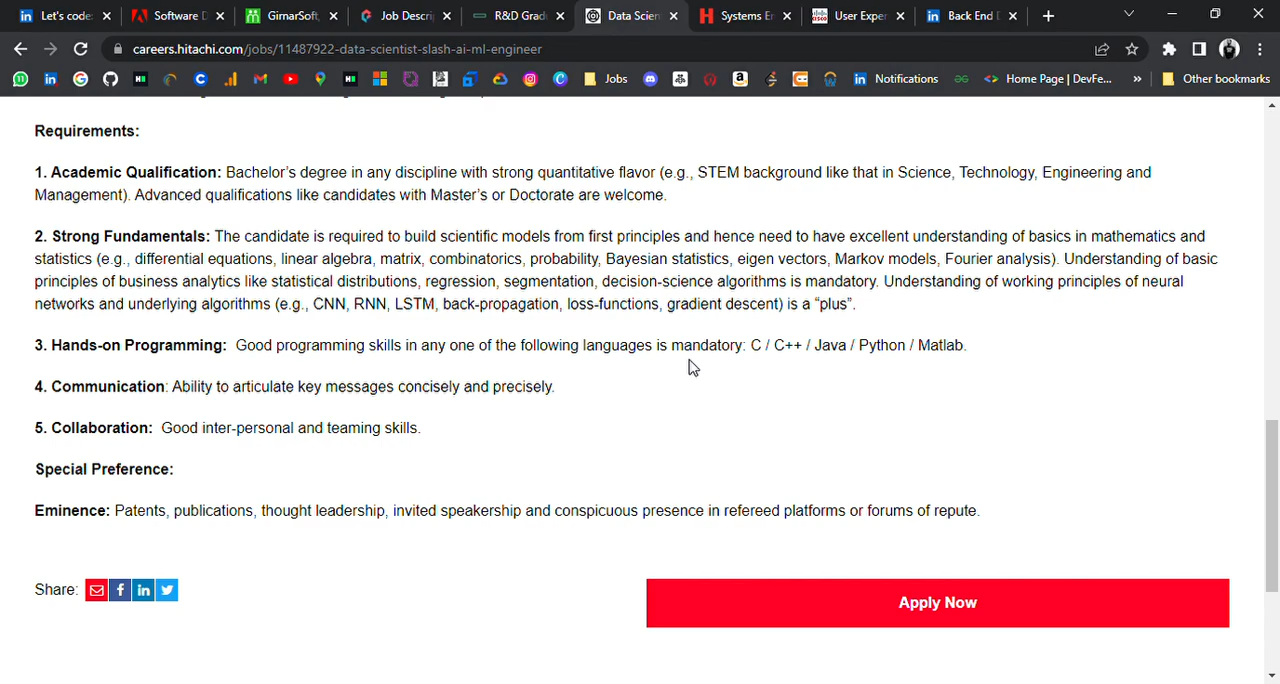 Let's code
Software D
GimarSoft
Job Descri
R&D Grad
Data Scien
Systems E
User Exper
Back End D
careers.hitachi.com/jobs/11487922-data-scientist-slash-ai-ml-engineer
Jobs
Notifications
Home Page | DevFe...
Other bookmarks
Requirements:
1. Academic Qualification: Bachelor's degree in any discipline with strong quantitative flavor (e.g., STEM background like that in Science, Technology, Engineering and
Management). Advanced qualifications like candidates with Master's or Doctorate are welcome.
2. Strong Fundamentals: The candidate is required to build scientific models from first principles and hence need to have excellent understanding of basics in mathematics and
statistics (e.g., differential equations, linear algebra, matrix, combinatorics, probability, Bayesian statistics, eigen vectors, Markov models, Fourier analysis). Understanding of basic
principles of business analytics like statistical distributions, regression, segmentation, decision-science algorithms is mandatory. Understanding of working principles of neural
networks and underlying algorithms (e.g., CNN, RNN, LSTM, back-propagation, loss-functions, gradient descent) is a “plus”.
3. Hands-on Programming: Good programming skills in any one of the following languages is mandatory: C / C++ / Java / Python / Matlab.
4. Communication: Ability to articulate key messages concisely and precisely.
5. Collaboration: Good inter-personal and teaming skills.
Special Preference:
Eminence: Patents, publications, thought leadership, invited speakership and conspicuous presence in refereed platforms or forums of repute.
Share:
Apply Now